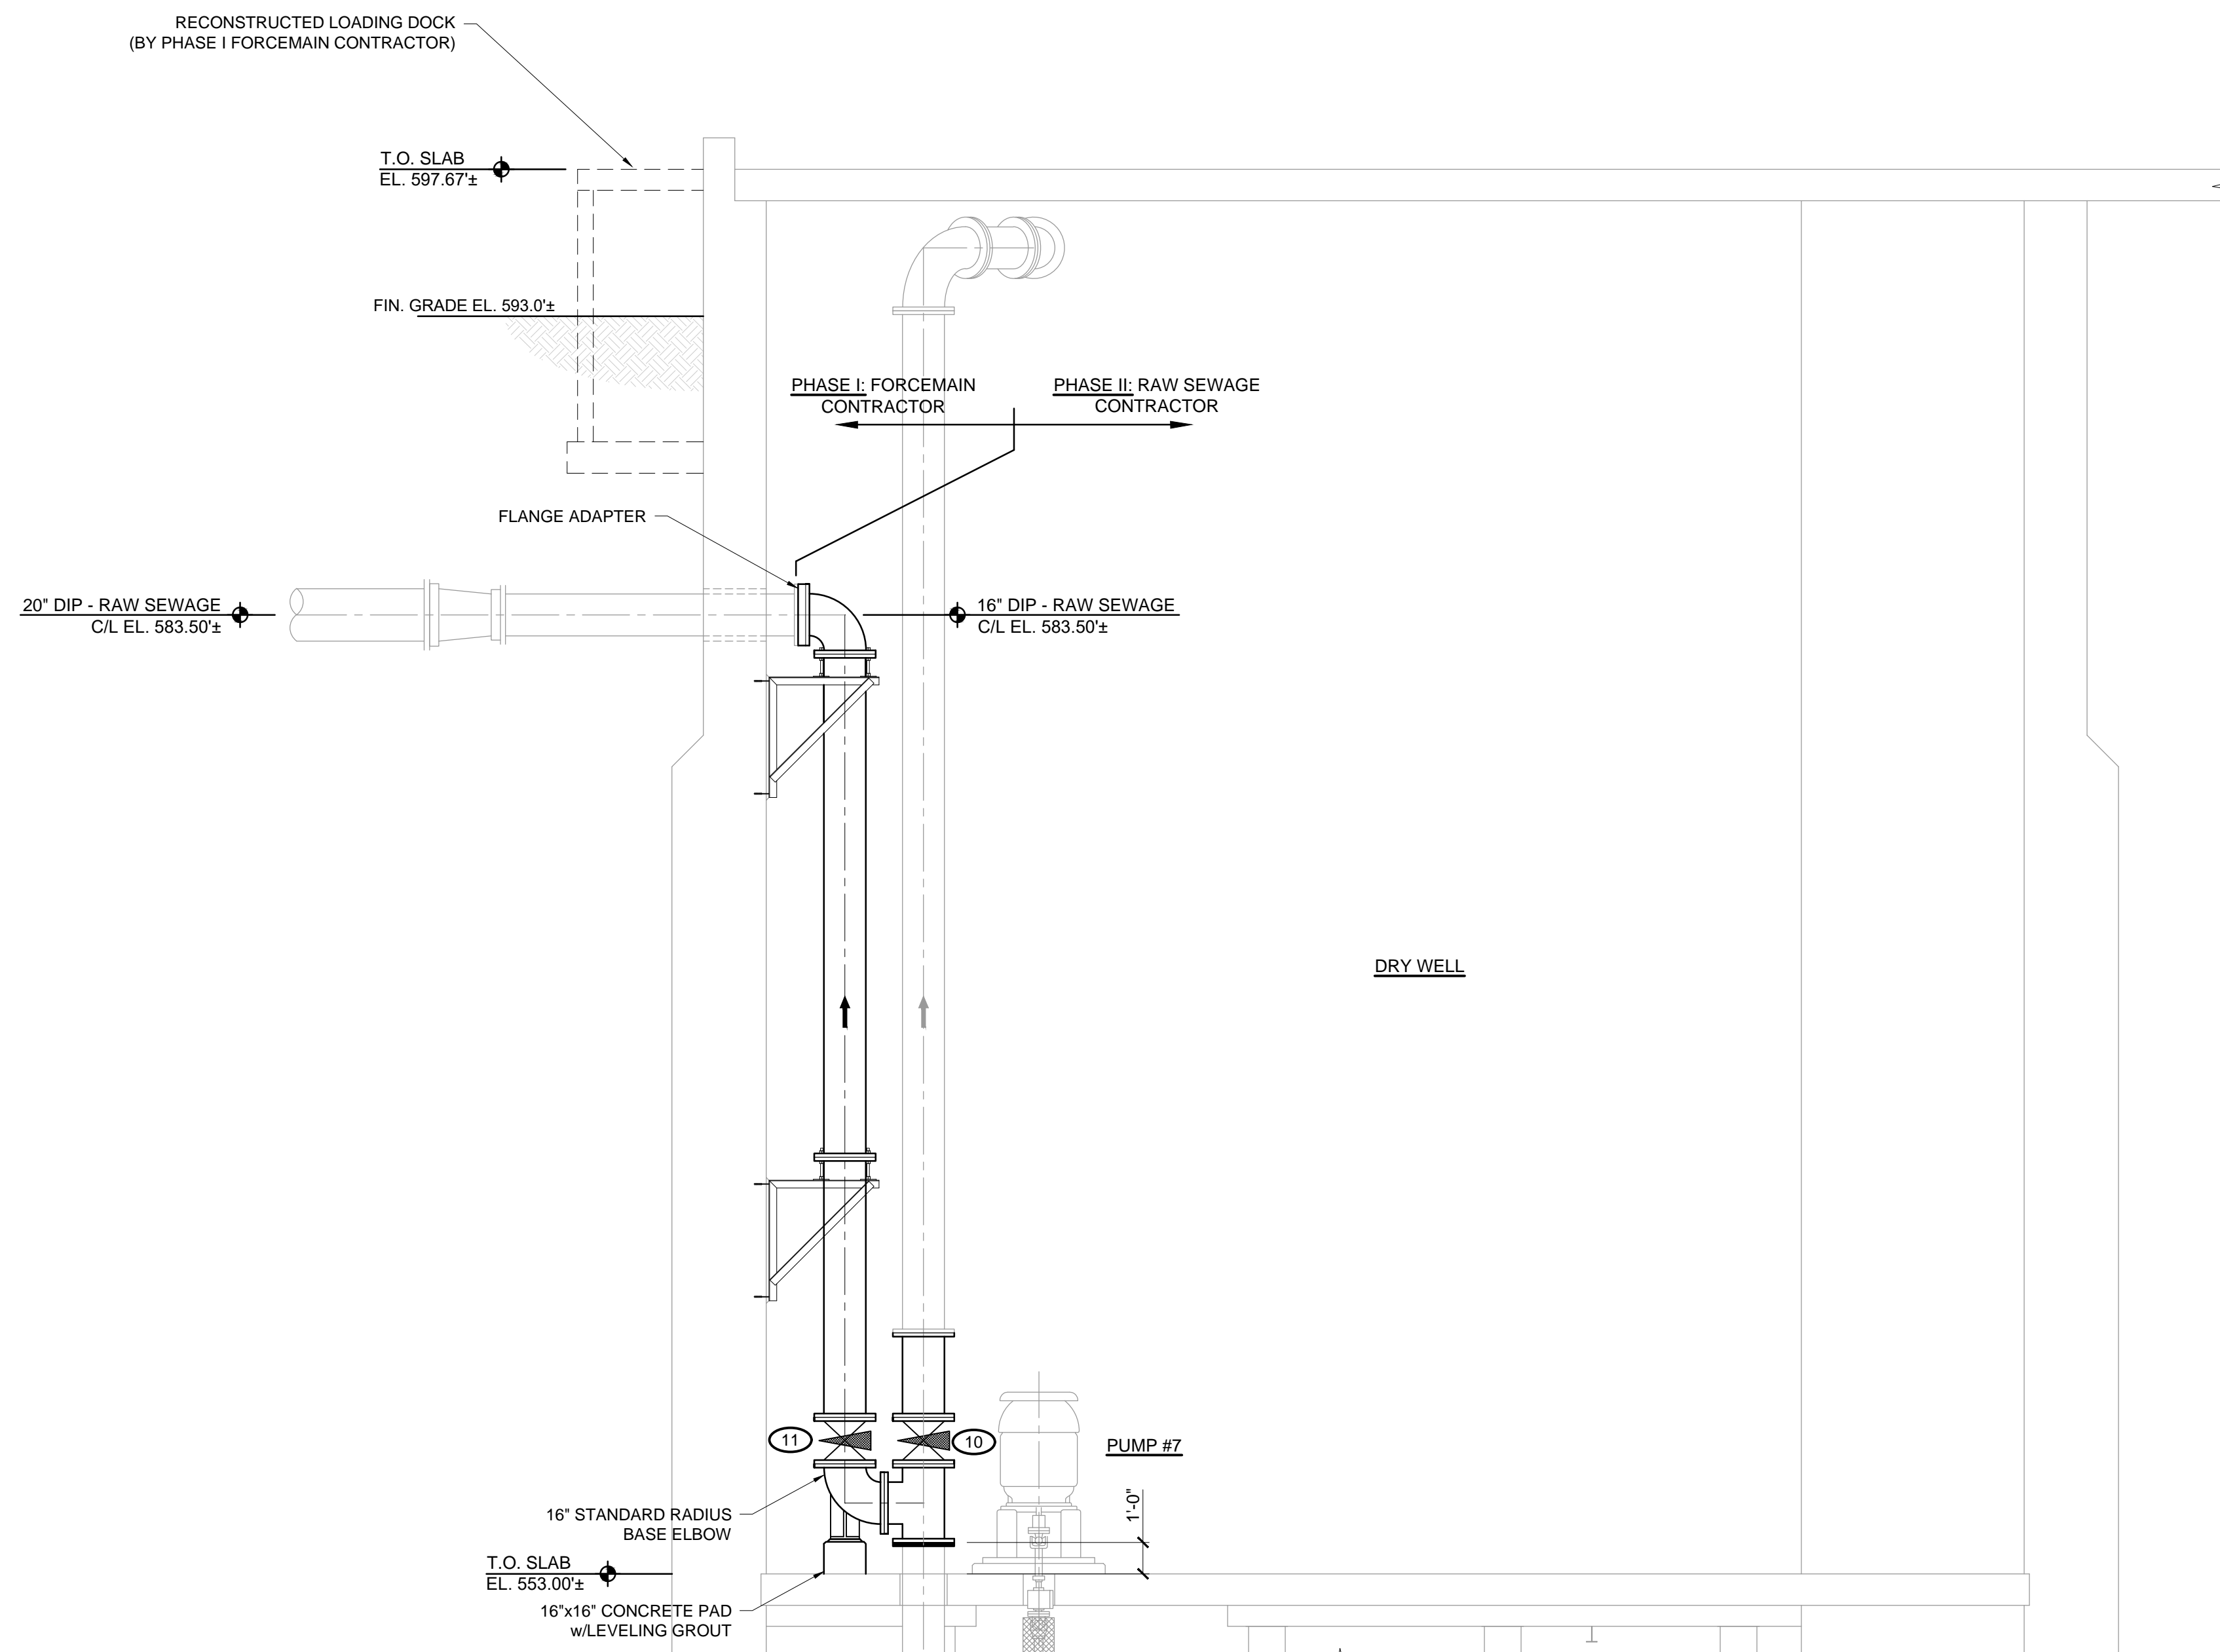 RECONSTRUCTED LOADING DOCK
(BY PHASE I FORCEMAIN CONTRACTOR)
T.O. SLAB
EL. 597.67'±
FIN. GRADE EL. 593.0'±
PHASE I: FORCEMAIN
CONTRACTOR
PHASE II: RAW SEWAGE
CONTRACTOR
FLANGE ADAPTER
20" DIP - RAW SEWAGE
C/L EL. 583.50'±
16" DIP - RAW SEWAGE
C/L EL. 583.50'±
DRY WELL
11
10
PUMP #7
1'-0"
16" STANDARD RADIUS
BASE ELBOW
T.O. SLAB
EL. 553.00'±
16"x16" CONCRETE PAD
w/LEVELING GROUT